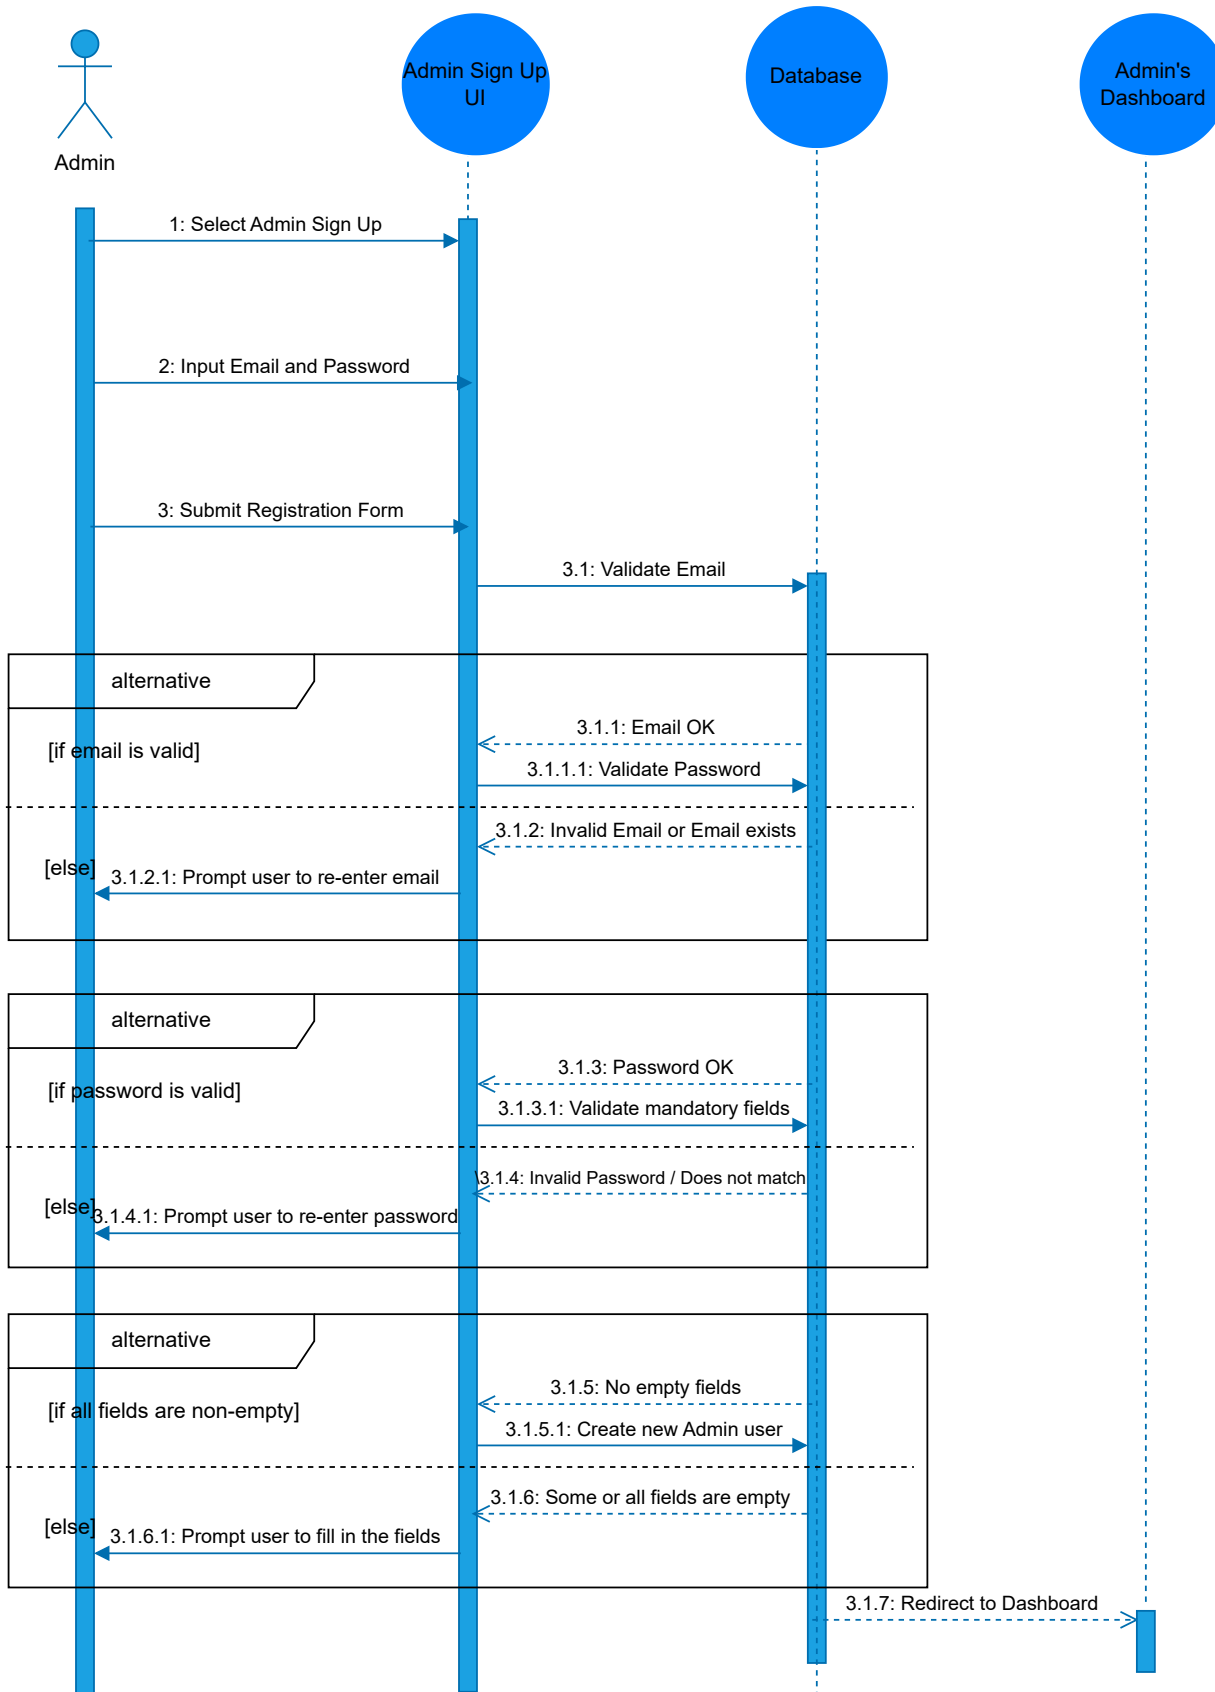 Admin Sign Up
UI
Database
Admin's
Dashboard
Admin
1: Select Admin Sign Up
2: Input Email and Password
3: Submit Registration Form
3.1: Validate Email
alternative
[if email is valid]
3.1.1: Email OK
3.1.1.1: Validate Password
3.1.2: Invalid Email or Email exists
[else]
3.1.2.1: Prompt user to re-enter email
alternative
[if password is valid]
3.1.3: Password OK
3.1.3.1: Validate mandatory fields
\3.1.4: Invalid Password / Does not match
[else]
3.1.4.1: Prompt user to re-enter password
alternative
[if all fields are non-empty]
3.1.5: No empty fields
3.1.5.1: Create new Admin user
3.1.6: Some or all fields are empty
[else]
3.1.6.1: Prompt user to fill in the fields
3.1.7: Redirect to Dashboard